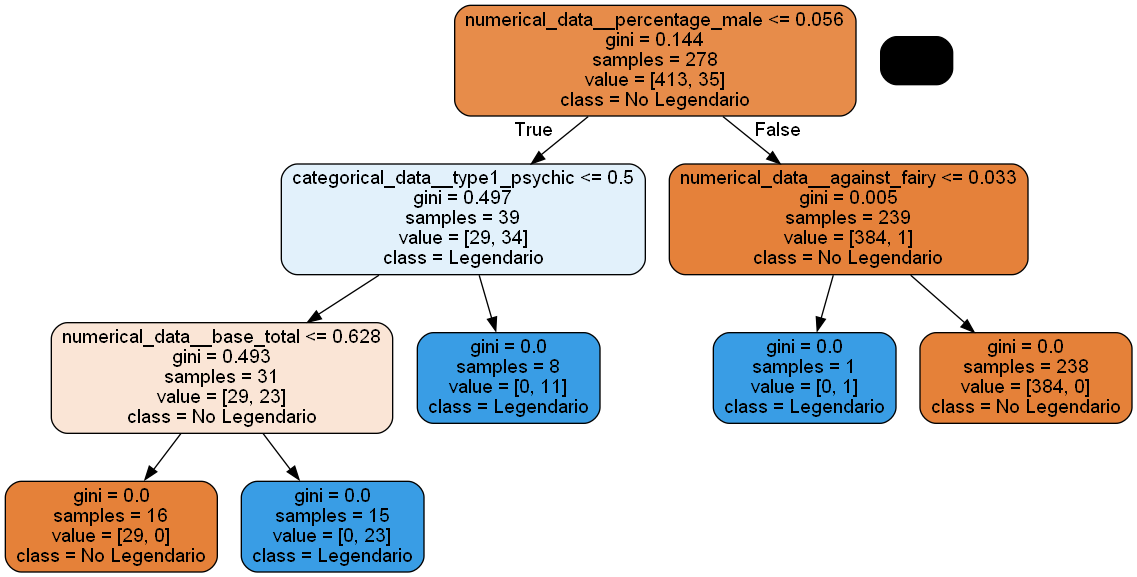 numerical_data__percentage_male <= 0.056
gini = 0.144
samples = 278
value = [413, 35]
class = No Legendario
True
False
categorical_data__type1_psychic <= 0.5
gini = 0.497
samples = 39
value = [29, 34]
class = Legendario
numerical_data__against_fairy <= 0.033
gini = 0.005
samples = 239
value = [384, 1]
class = No Legendario
numerical_data__base_total <= 0.628
gini = 0.493
samples = 31
value = [29, 23]
class = No Legendario
gini = 0.0
samples = 8
value = [0, 11]
class = Legendario
gini = 0.0
samples = 1
value = [0, 1]
class = Legendario
gini = 0.0
samples = 238
value = [384, 0]
class = No Legendario
gini = 0.0
samples = 16
value = [29, 0]
class = No Legendario
gini = 0.0
samples = 15
value = [0, 23]
class = Legendario